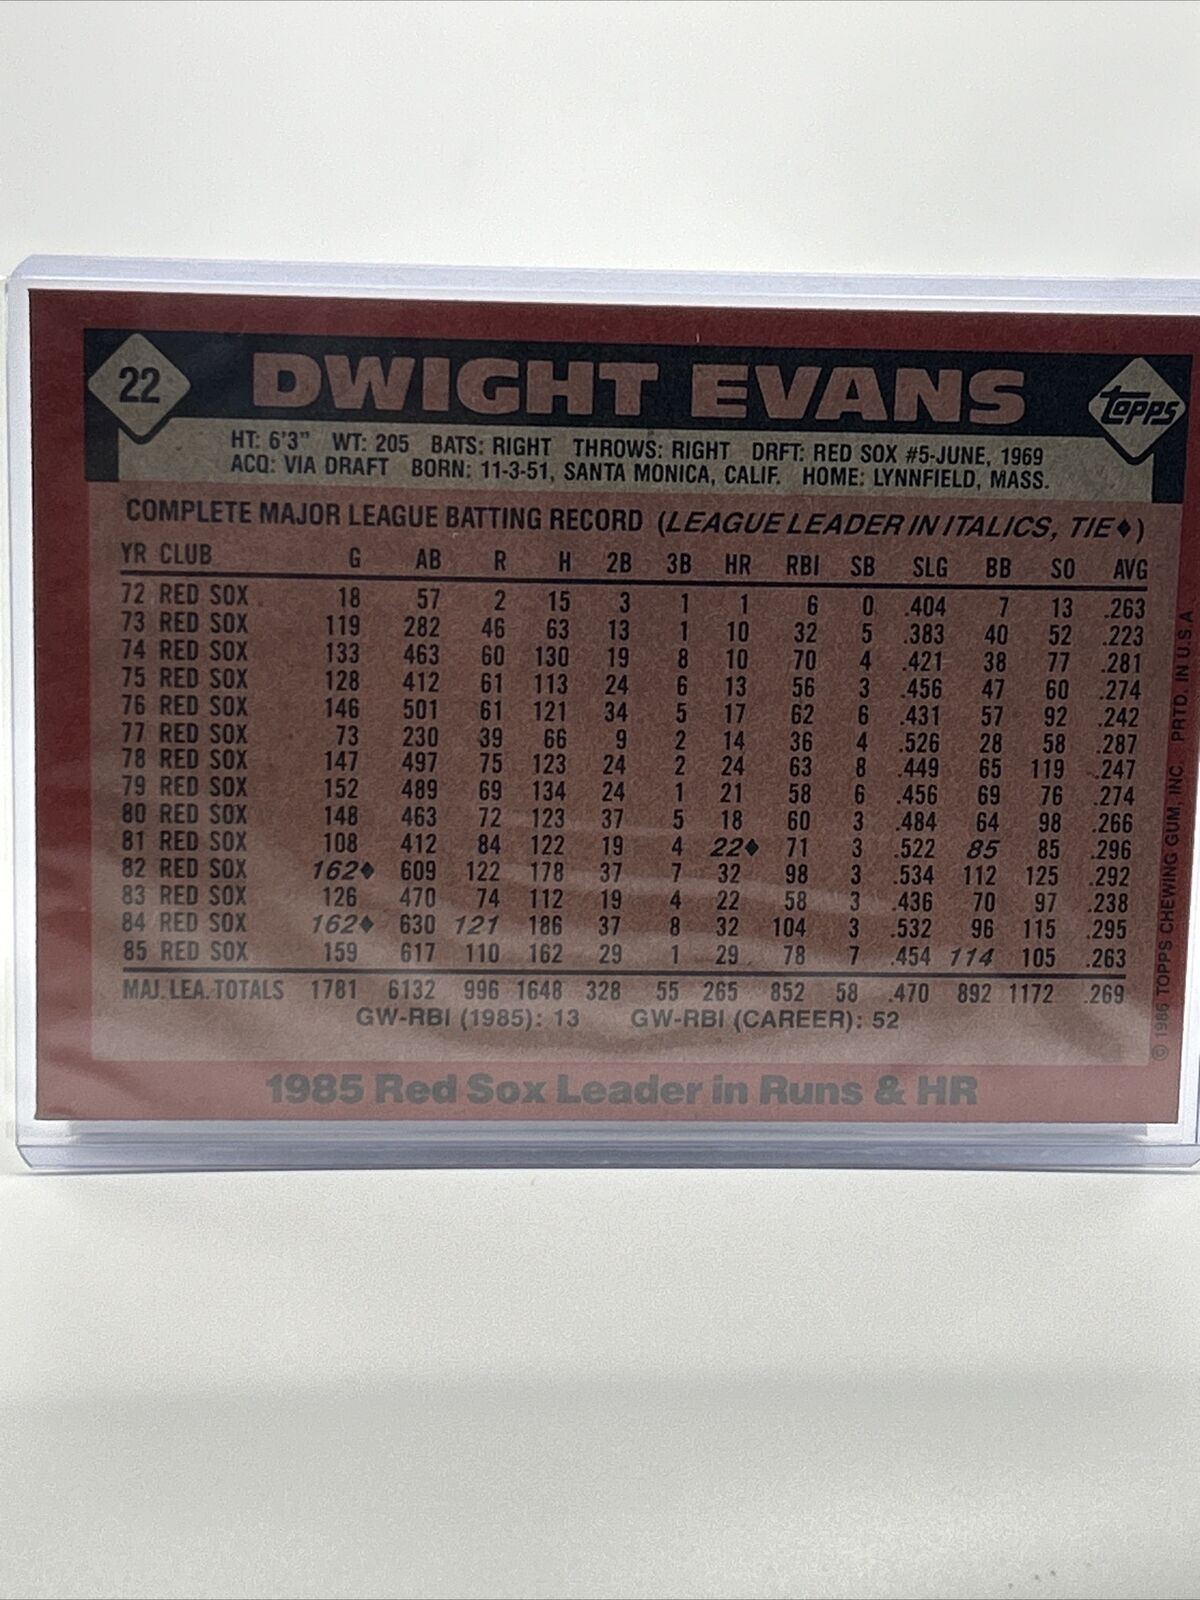 22 DWIGHT EVANS topps
HT: 6'3" WT: 205 BATS: RIGHT THROWS: RIGHT DRFT: RED SOX #5-JUNE, 1969
ACQ: VIA DRAFT BORN: 11-3-51, SANTA MONICA, CALIF. HOME: LYNNFIELD, MASS.
COMPLETE MAJOR LEAGUE BATTING RECORD (LEAGUE LEADER IN ITALICS, TIE♦)
YR CLUB G AB R H 2B 3B HR RBI SB SLG BB SO AVG
72 RED SOX 18 57 2 15 3 1 1 6 0 .404 7 13 .263
73 RED SOX 119 282 46 63 13 1 10 32 5 .383 40 52 .223
74 RED SOX 133 463 60 130 19 8 10 70 4 .421 38 77 .281
75 RED SOX 128 412 61 113 24 6 13 56 3 .456 47 60 .274
76 RED SOX 146 501 61 121 34 5 17 62 6 .431 57 92 .242
77 RED SOX 73 230 39 66 9 2 14 36 4 .526 28 58 .287
78 RED SOX 147 497 75 123 24 2 24 63 8 .449 65 119 .247
79 RED SOX 152 489 69 134 24 1 21 58 6 .456 69 76 .274
80 RED SOX 148 463 72 123 37 5 18 60 3 .484 64 98 .266
81 RED SOX 108 412 84 122 19 4 22♦ 71 3 .522 85 85 .296
82 RED SOX 162♦ 609 122 178 37 7 32 98 3 .534 112 125 .292
83 RED SOX 126 470 74 112 19 4 22 58 3 .436 70 97 .238
84 RED SOX 162♦ 630 121 186 37 8 32 104 3 .532 96 115 .295
85 RED SOX 159 617 110 162 29 1 29 78 7 .454 114 105 .263
MAJ. LEA. TOTALS 1781 6132 996 1648 328 55 265 852 58 .470 892 1172 .269
GW-RBI (1985): 13 GW-RBI (CAREER): 52
1985 Red Sox Leader in Runs & HR
© 1986 TOPPS CHEWING GUM, INC. PRTD. IN U.S.A.